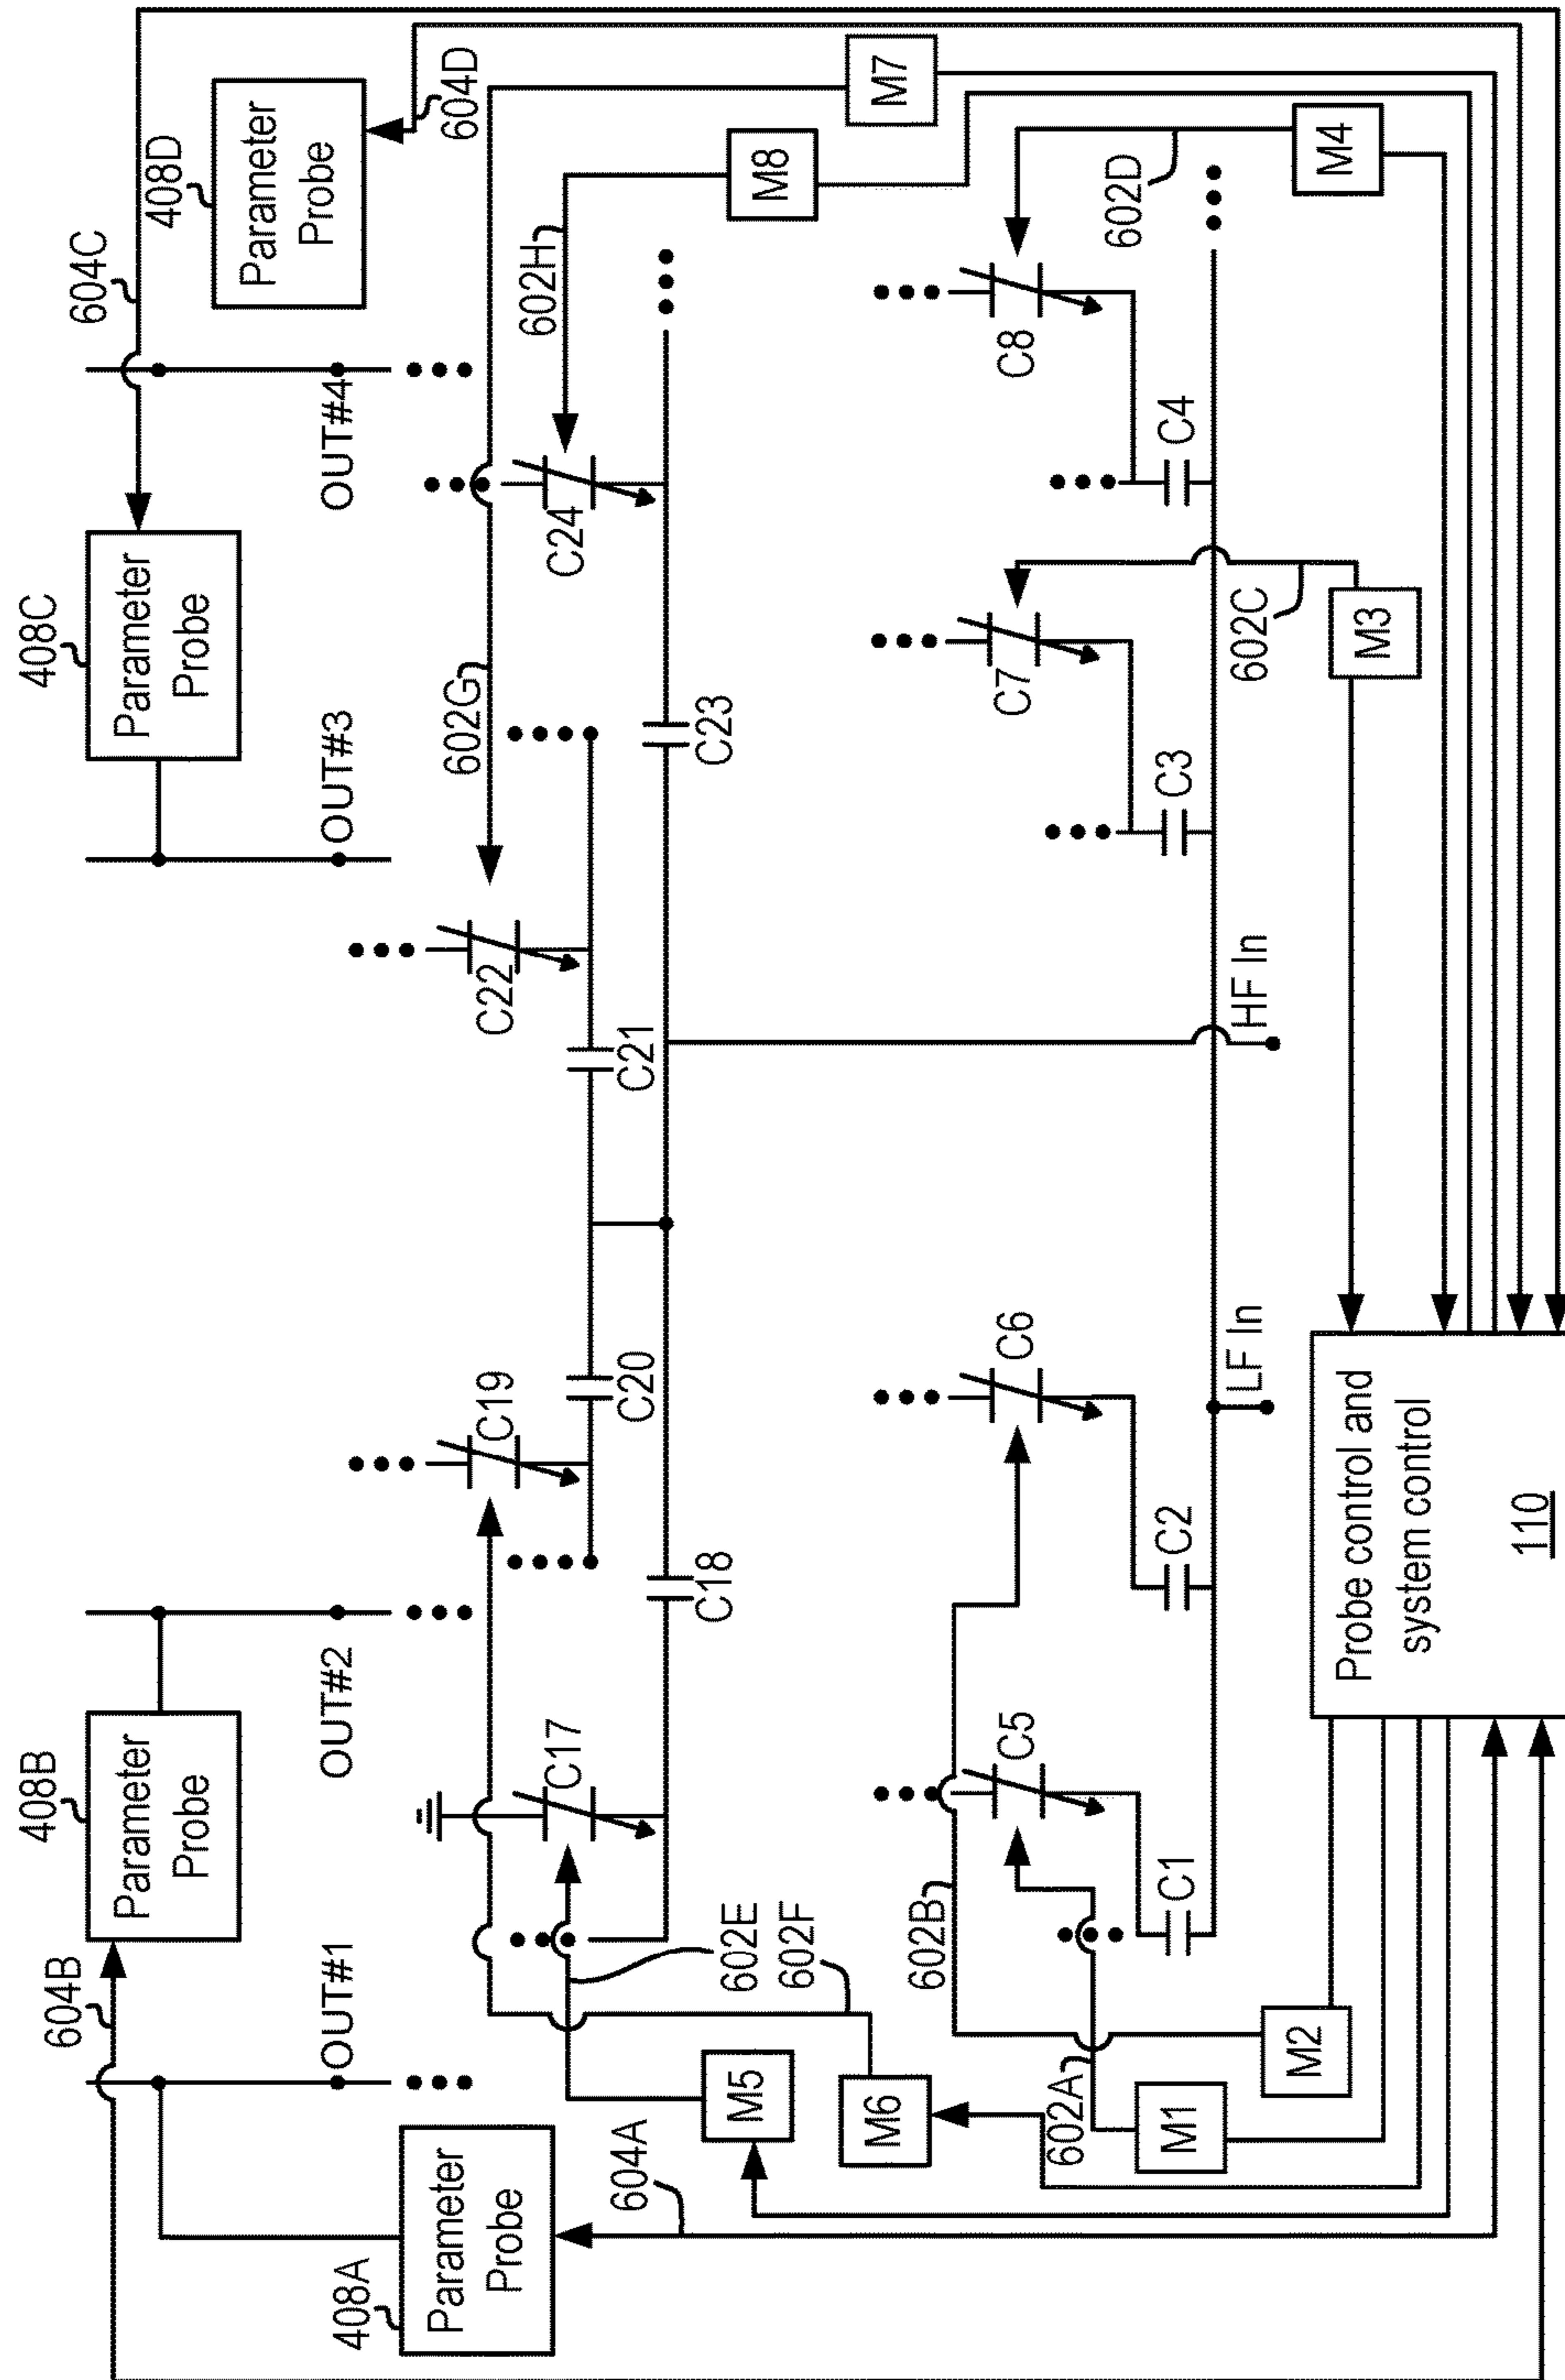 604B
408B
Parameter
Probe
408C
Parameter
Probe
604C
408D
Parameter
Probe
604D
OUT#1
OUT#2
OUT#3
OUT#4
408A
Parameter
Probe
604A
M5
602E
602F
M6
C17
C18
C19
C20
C21
C22
602G
C23
C24
602H
M8
M7
602B
602A
M1
M2
C5
C1
C6
C2
LF In
HF In
C7
C3
602C
M3
C8
C4
602D
M4
Probe control and
system control
110